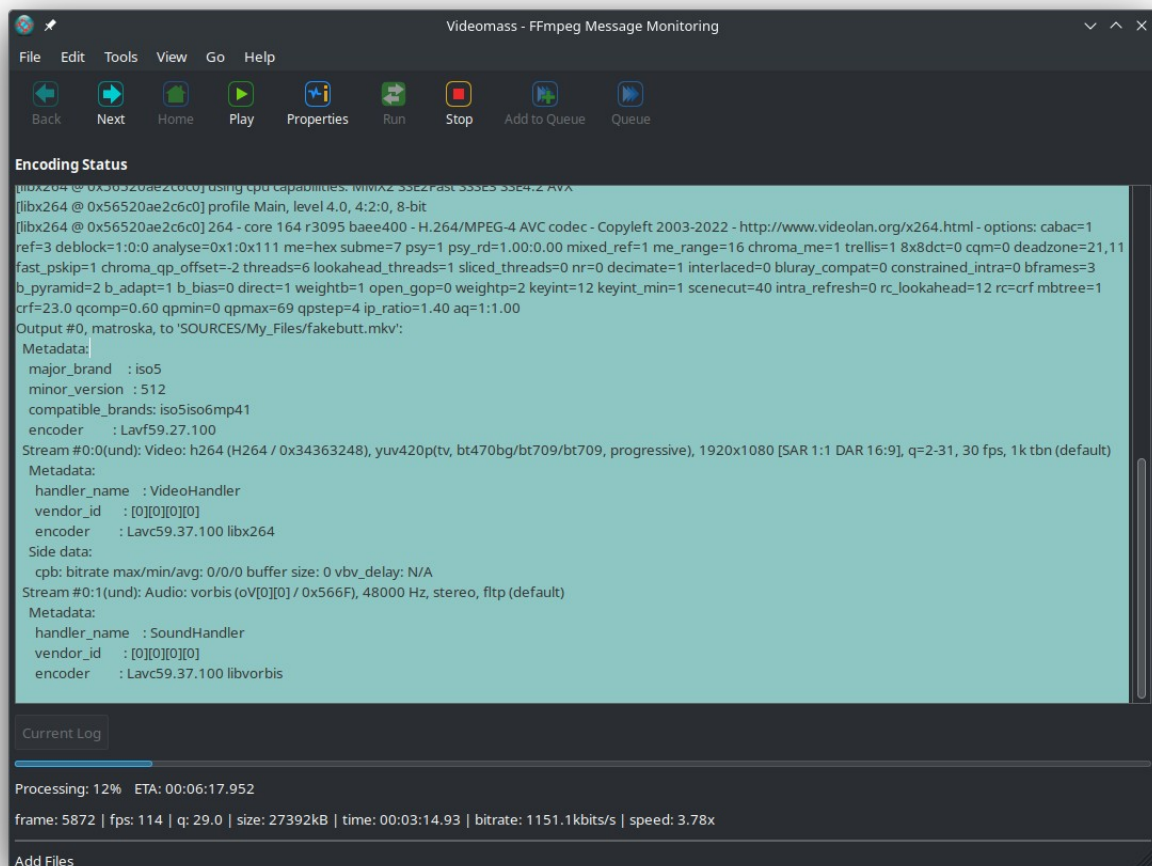 Videomass - FFmpeg Message Monitoring
File Edit Tools View Go Help
Back Next Home Play Properties Run Stop Add to Queue Queue
Encoding Status
[libx264 @ 0x56520ae2c6c0] using cpu capabilities: MMX2 SSE2Fast SSSE3 SSE4.2 AVX
[libx264 @ 0x56520ae2c6c0] profile Main, level 4.0, 4:2:0, 8-bit
[libx264 @ 0x56520ae2c6c0] 264 - core 164 r3095 baee400 - H.264/MPEG-4 AVC codec - Copyleft 2003-2022 - http://www.videolan.org/x264.html - options: cabac=1
ref=3 deblock=1:0:0 analyse=0x1:0x111 me=hex subme=7 psy=1 psy_rd=1.00:0.00 mixed_ref=1 me_range=16 chroma_me=1 trellis=1 8x8dct=0 cqm=0 deadzone=21,11
fast_pskip=1 chroma_qp_offset=-2 threads=6 lookahead_threads=1 sliced_threads=0 nr=0 decimate=1 interlaced=0 bluray_compat=0 constrained_intra=0 bframes=3
b_pyramid=2 b_adapt=1 b_bias=0 direct=1 weightb=1 open_gop=0 weightp=2 keyint=12 keyint_min=1 scenecut=40 intra_refresh=0 rc_lookahead=12 rc=crf mbtree=1
crf=23.0 qcomp=0.60 qpmin=0 qpmax=69 qpstep=4 ip_ratio=1.40 aq=1:1.00
Output #0, matroska, to 'SOURCES/My_Files/fakebutt.mkv':
Metadata:
major_brand : iso5
minor_version : 512
compatible_brands: iso5iso6mp41
encoder : Lavf59.27.100
Stream #0:0(und): Video: h264 (H264 / 0x34363248), yuv420p(tv, bt470bg/bt709/bt709, progressive), 1920x1080 [SAR 1:1 DAR 16:9], q=2-31, 30 fps, 1k tbn (default)
Metadata:
handler_name : VideoHandler
vendor_id : [0][0][0][0]
encoder : Lavc59.37.100 libx264
Side data:
cpb: bitrate max/min/avg: 0/0/0 buffer size: 0 vbv_delay: N/A
Stream #0:1(und): Audio: vorbis (oV[0][0] / 0x566F), 48000 Hz, stereo, fltp (default)
Metadata:
handler_name : SoundHandler
vendor_id : [0][0][0][0]
encoder : Lavc59.37.100 libvorbis
Current Log
Processing: 12% ETA: 00:06:17.952
frame: 5872 | fps: 114 | q: 29.0 | size: 27392kB | time: 00:03:14.93 | bitrate: 1151.1kbits/s | speed: 3.78x
Add Files